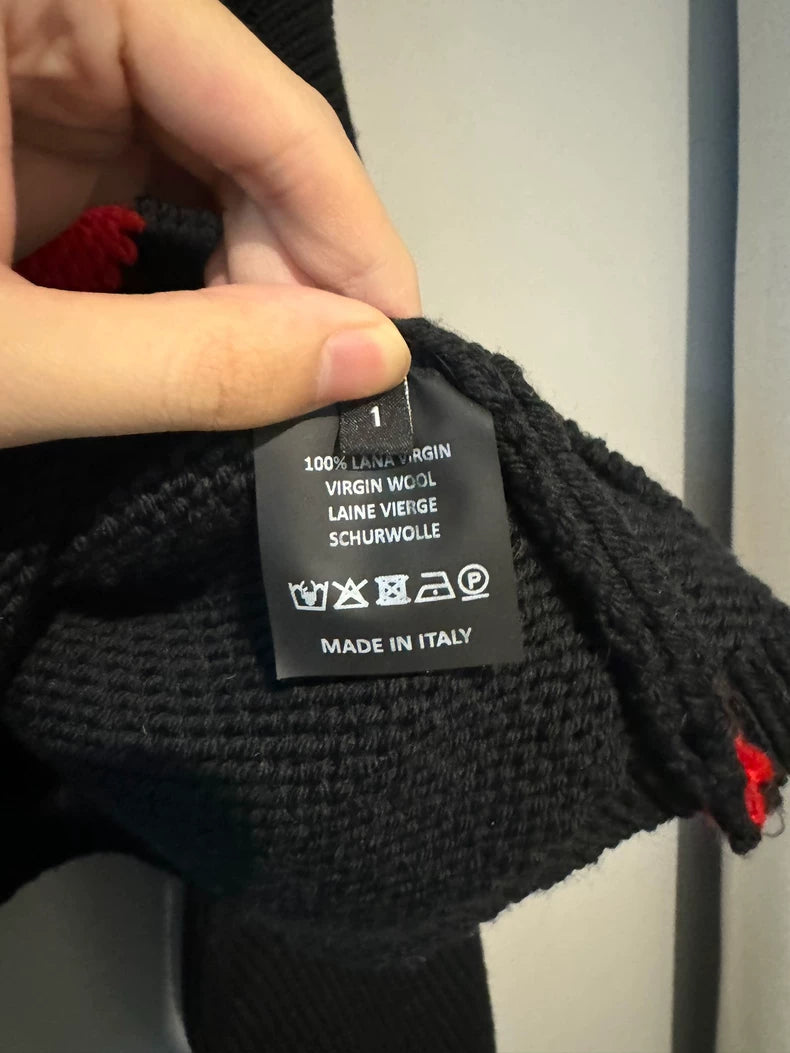 1
100% LANA VIRGIN
VIRGIN WOOL
LAINE VIERGE
SCHURWOLLE
P
MADE IN ITALY